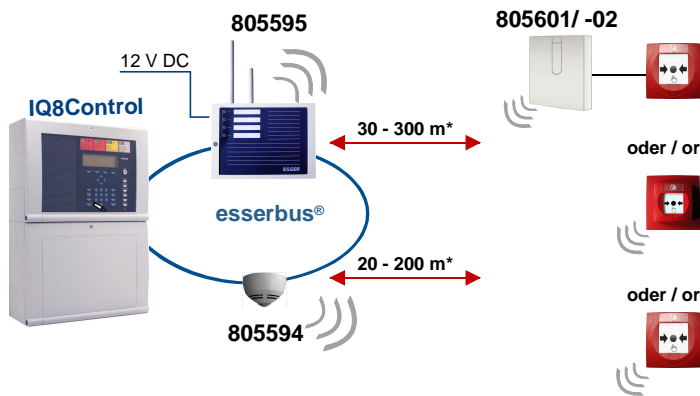 805595
805601/ -02
12 V DC
IQ8Control
30 - 300 m*
ESSER
oder / or
esserbus®
20 - 200 m*
805594
oder / or